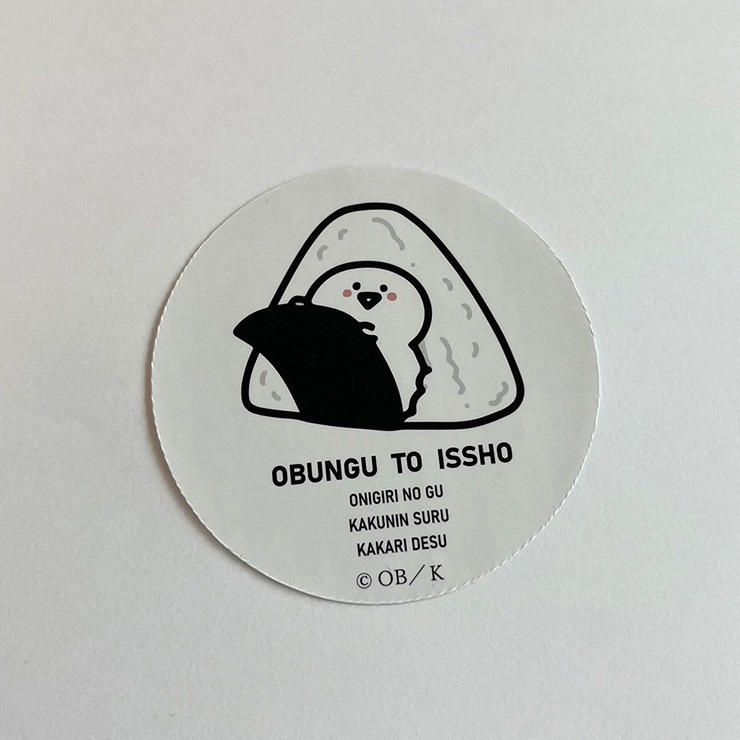 OBUNGU TO ISSHO
ONIGIRI NO GU
KAKUNIN SURU
KAKARI DESU
© OB/K